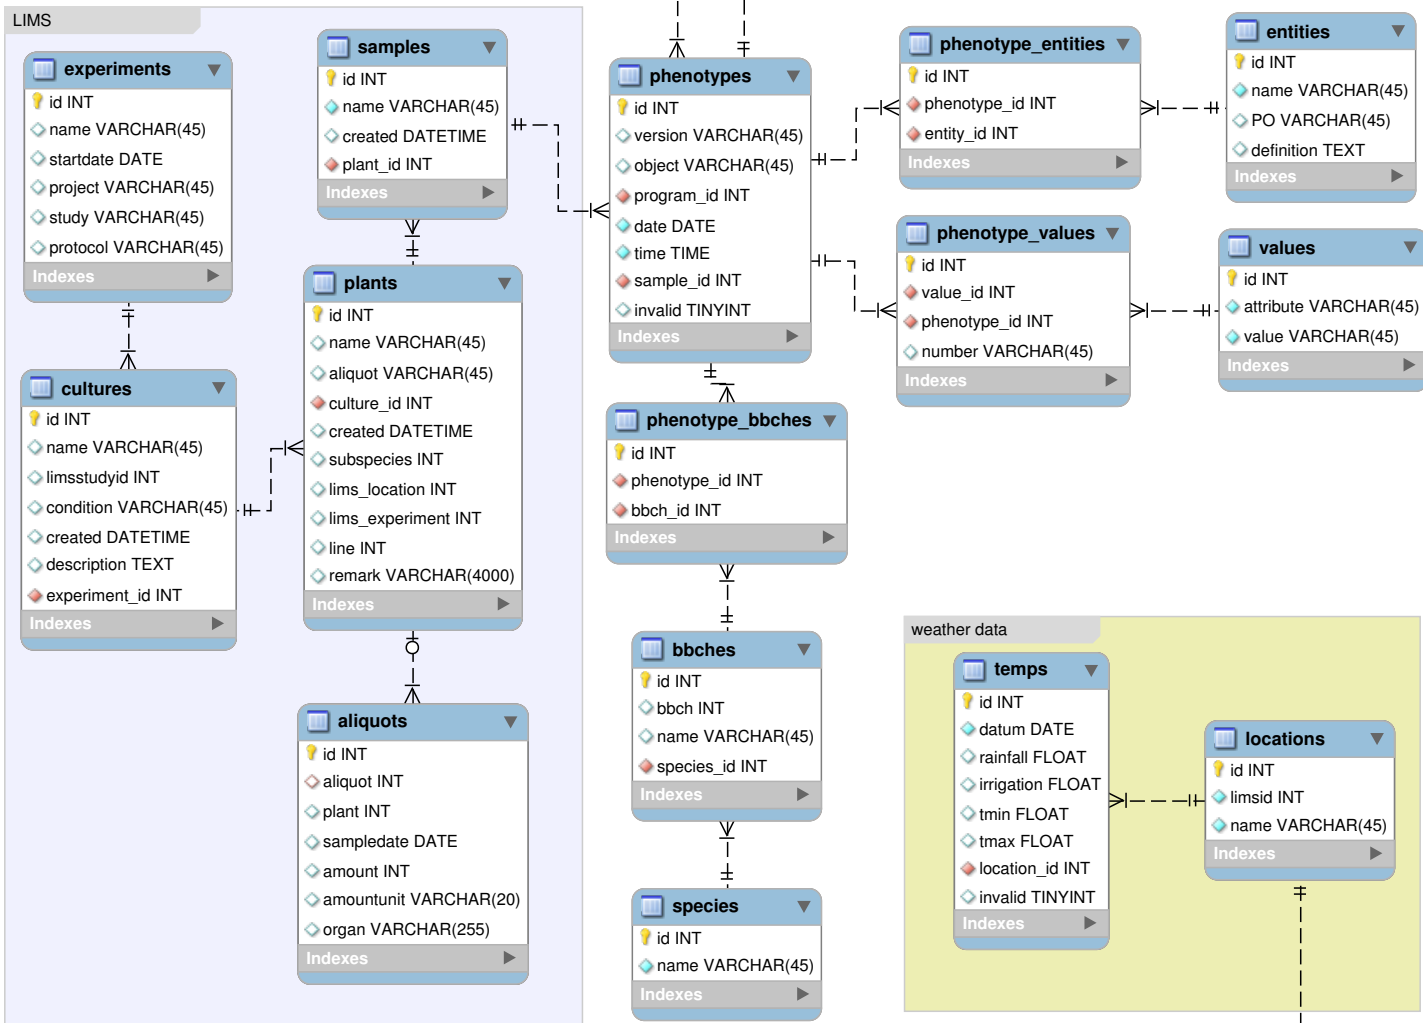 LIMS
experiments
id INT
name VARCHAR(45)
startdate DATE
project VARCHAR(45)
study VARCHAR(45)
protocol VARCHAR(45)
Indexes
samples
id INT
name VARCHAR(45)
created DATETIME
plant_id INT
Indexes
cultures
id INT
name VARCHAR(45)
limsstudyid INT
condition VARCHAR(45)
created DATETIME
description TEXT
experiment_id INT
Indexes
plants
id INT
name VARCHAR(45)
aliquot VARCHAR(45)
culture_id INT
created DATETIME
subspecies INT
lims_location INT
lims_experiment INT
line INT
remark VARCHAR(4000)
Indexes
aliquots
id INT
aliquot INT
plant INT
sampledate DATE
amount INT
amountunit VARCHAR(20)
organ VARCHAR(255)
Indexes
phenotypes
id INT
version VARCHAR(45)
object VARCHAR(45)
program_id INT
date DATE
time TIME
sample_id INT
invalid TINYINT
Indexes
phenotype_entities
id INT
phenotype_id INT
entity_id INT
Indexes
entities
id INT
name VARCHAR(45)
PO VARCHAR(45)
definition TEXT
Indexes
phenotype_values
id INT
value_id INT
phenotype_id INT
number VARCHAR(45)
Indexes
values
id INT
attribute VARCHAR(45)
value VARCHAR(45)
Indexes
phenotype_bbches
id INT
phenotype_id INT
bbch_id INT
Indexes
bbches
id INT
bbch INT
name VARCHAR(45)
species_id INT
Indexes
species
id INT
name VARCHAR(45)
Indexes
weather data
temps
id INT
datum DATE
rainfall FLOAT
irrigation FLOAT
tmin FLOAT
tmax FLOAT
location_id INT
invalid TINYINT
Indexes
locations
id INT
limsid INT
name VARCHAR(45)
Indexes